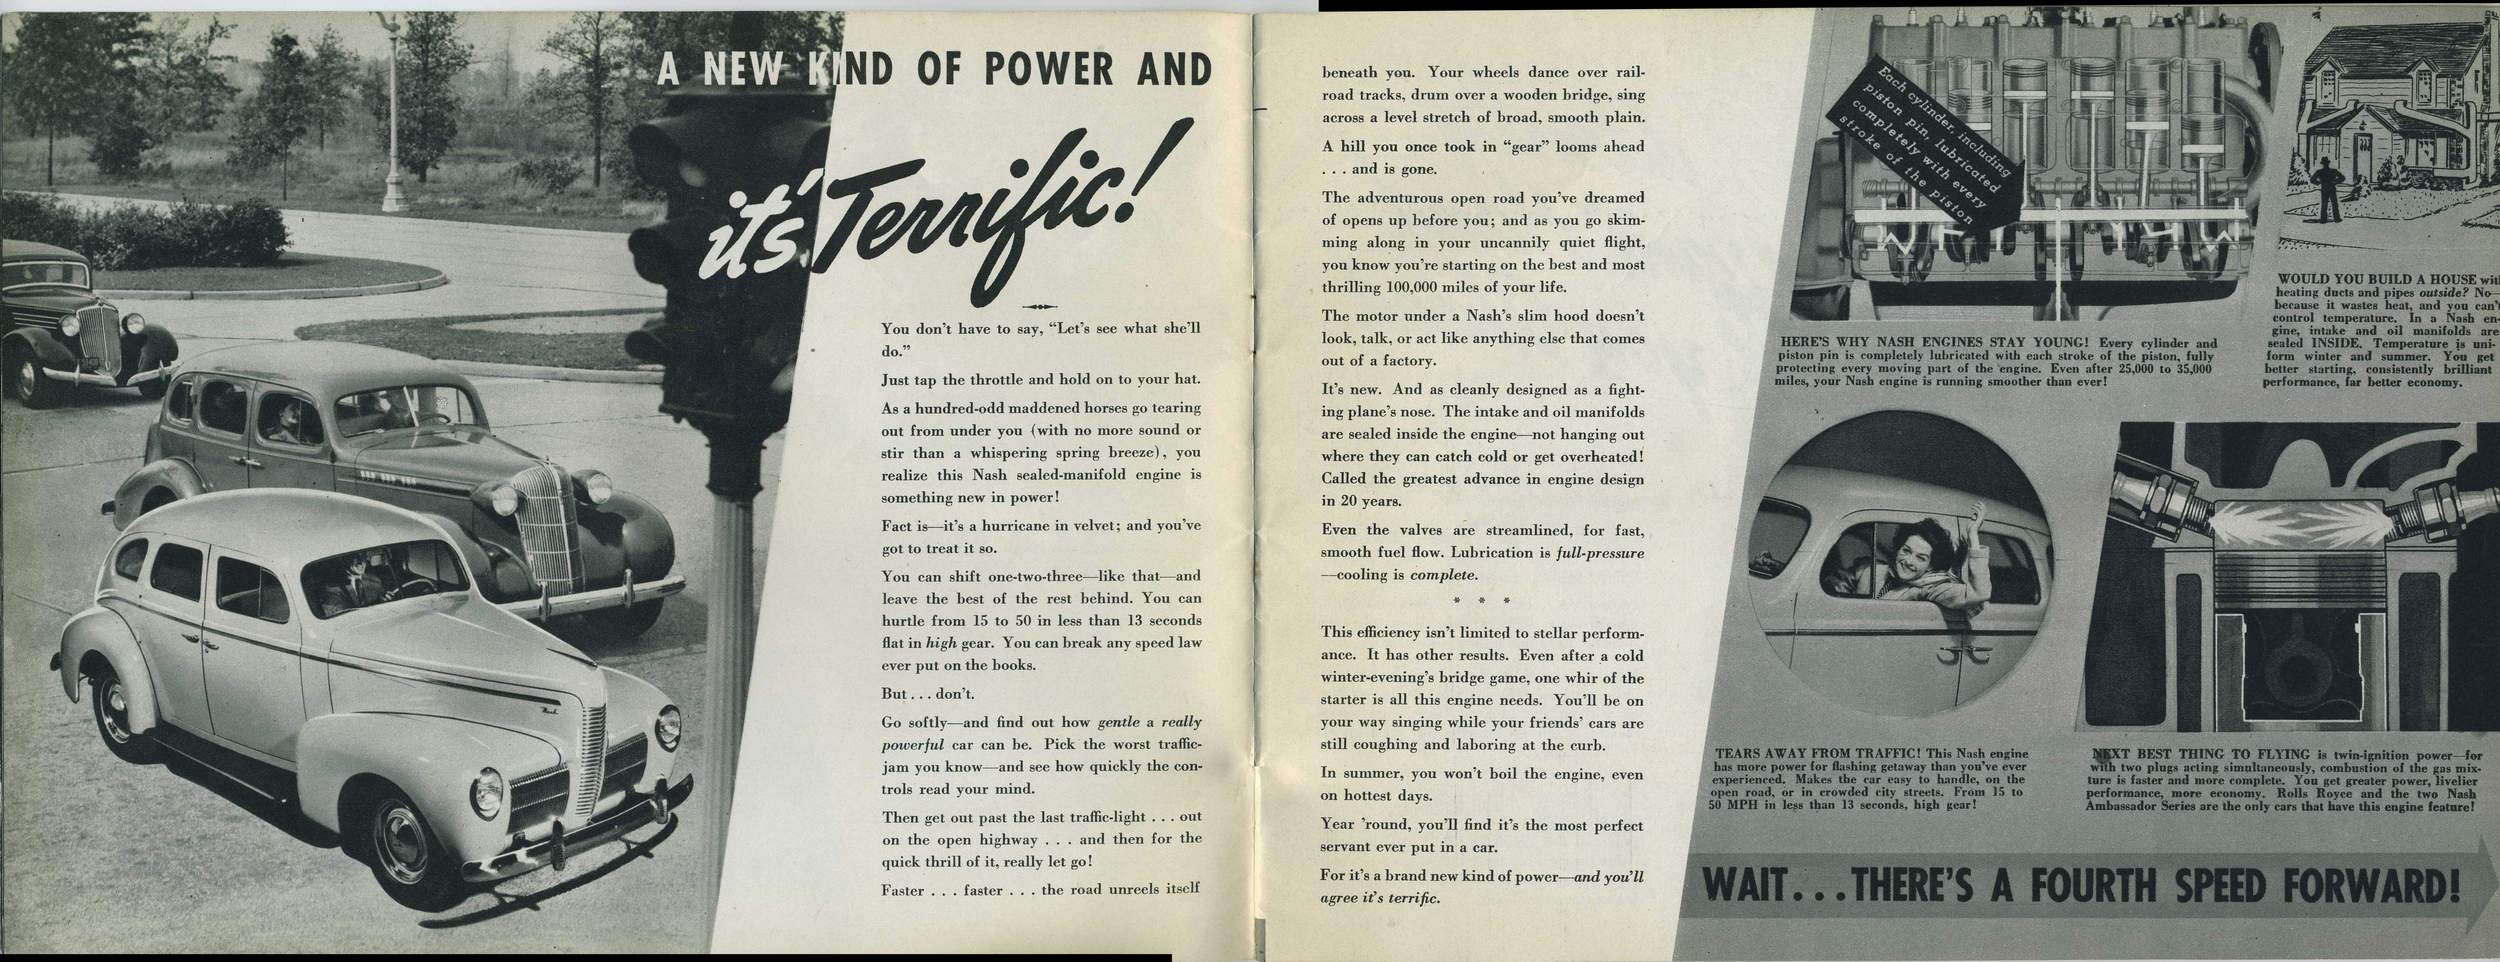 A NEW KIND OF POWER AND
it's Terrific!
You don't have to say, "Let's see what she'll
do."
Just tap the throttle and hold on to your hat.
As a hundred-odd maddened horses go tearing
out from under you (with no more sound or
stir than a whispering spring breeze), you
realize this Nash sealed-manifold engine is
something new in power!
Fact is—it's a hurricane in velvet; and you've
got to treat it so.
You can shift one-two-three—like that—and
leave the best of the rest behind. You can
hurtle from 15 to 50 in less than 13 seconds
flat in high gear. You can break any speed law
ever put on the books.
But . . . don't.
Go softly—and find out how gentle a really
powerful car can be. Pick the worst traffic-
jam you know—and see how quickly the con-
trols read your mind.
Then get out past the last traffic-light . . . out
on the open highway . . . and then for the
quick thrill of it, really let go!
Faster . . . faster . . . the road unreels itself
beneath you. Your wheels dance over rail-
road tracks, drum over a wooden bridge, sing
across a level stretch of broad, smooth plain.
A hill you once took in "gear" looms ahead
. . . and is gone.
The adventurous open road you've dreamed
of opens up before you; and as you go skim-
ming along in your uncannily quiet flight,
you know you're starting on the best and most
thrilling 100,000 miles of your life.
The motor under a Nash's slim hood doesn't
look, talk, or act like anything else that comes
out of a factory.
It's new. And as cleanly designed as a fight-
ing plane's nose. The intake and oil manifolds
are sealed inside the engine—not hanging out
where they can catch cold or get overheated!
Called the greatest advance in engine design
in 20 years.
Even the valves are streamlined, for fast,
smooth fuel flow. Lubrication is full-pressure
—cooling is complete.
* * *
This efficiency isn't limited to stellar perform-
ance. It has other results. Even after a cold
winter-evening's bridge game, one whir of the
starter is all this engine needs. You'll be on
your way singing while your friends' cars are
still coughing and laboring at the curb.
In summer, you won't boil the engine, even
on hottest days.
Year 'round, you'll find it's the most perfect
servant ever put in a car.
For it's a brand new kind of power—and you'll
agree it's terrific.
Each cylinder, including
piston pin, lubricated
completely with every
stroke of the piston
HERE'S WHY NASH ENGINES STAY YOUNG! Every cylinder and
piston pin is completely lubricated with each stroke of the piston, fully
protecting every moving part of the engine. Even after 25,000 to 35,000
miles, your Nash engine is running smoother than ever!
WOULD YOU BUILD A HOUSE with
heating ducts and pipes outside? No—
because it wastes heat, and you can't
control temperature. In a Nash en-
gine, intake and oil manifolds are
sealed INSIDE. Temperature is uni-
form winter and summer. You get
better starting, consistently brilliant
performance, far better economy.
TEARS AWAY FROM TRAFFIC! This Nash engine
has more power for flashing getaway than you've ever
experienced. Makes the car easy to handle, on the
open road, or in crowded city streets. From 15 to
50 MPH in less than 13 seconds, high gear!
NEXT BEST THING TO FLYING is twin-ignition power—for
with two plugs acting simultaneously, combustion of the gas mix-
ture is faster and more complete. You get greater power, livelier
performance, more economy. Rolls Royce and the two Nash
Ambassador Series are the only cars that have this engine feature!
WAIT...THERE'S A FOURTH SPEED FORWARD!
Nash